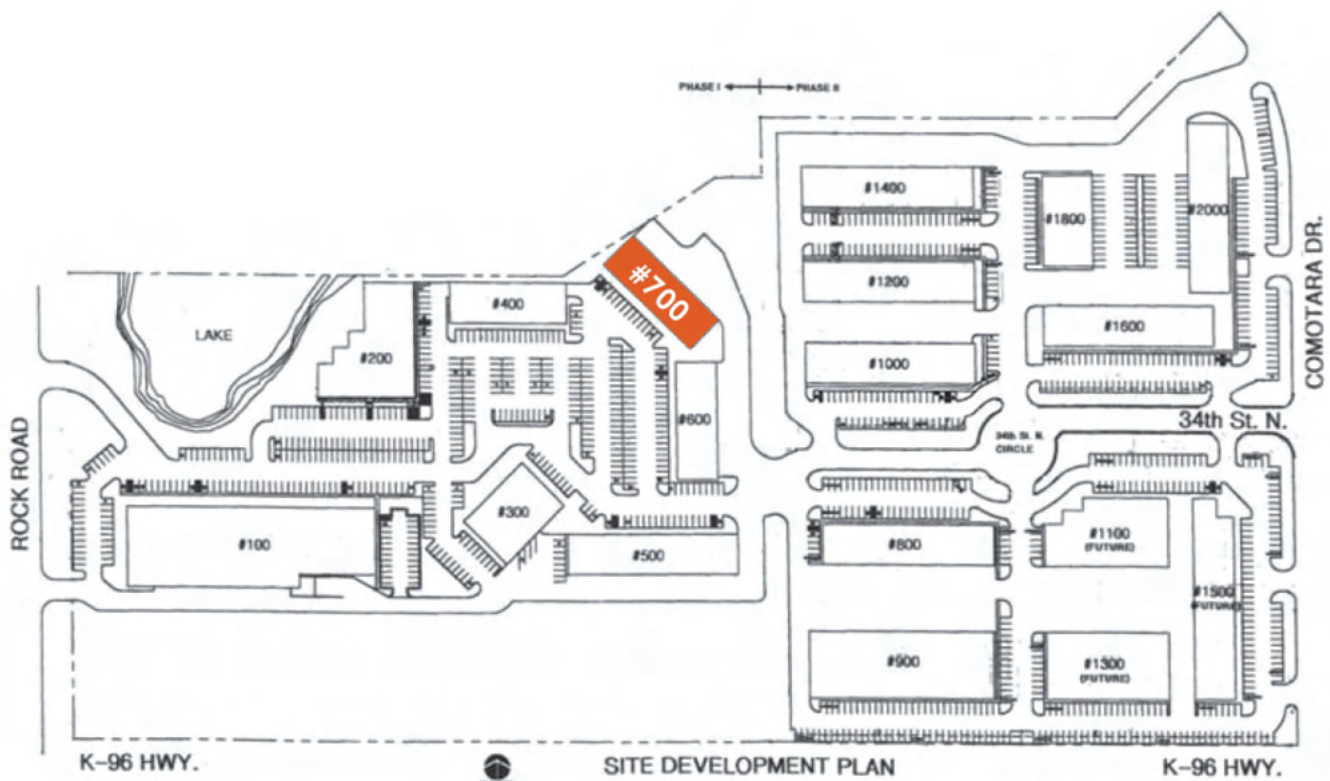 PHASE I
PHASE II
#1400
#1800
#2000
#700
#1200
COMOTARA DR.
#400
LAKE
#200
#1600
#1000
#600
34th St. N.
34th St. N.
CIRCLE
ROCK ROAD
#300
#100
#500
#800
#1100
(FUTURE)
#1500
(FUTURE)
#900
#1300
(FUTURE)
K-96 HWY.
SITE DEVELOPMENT PLAN
K-96 HWY.